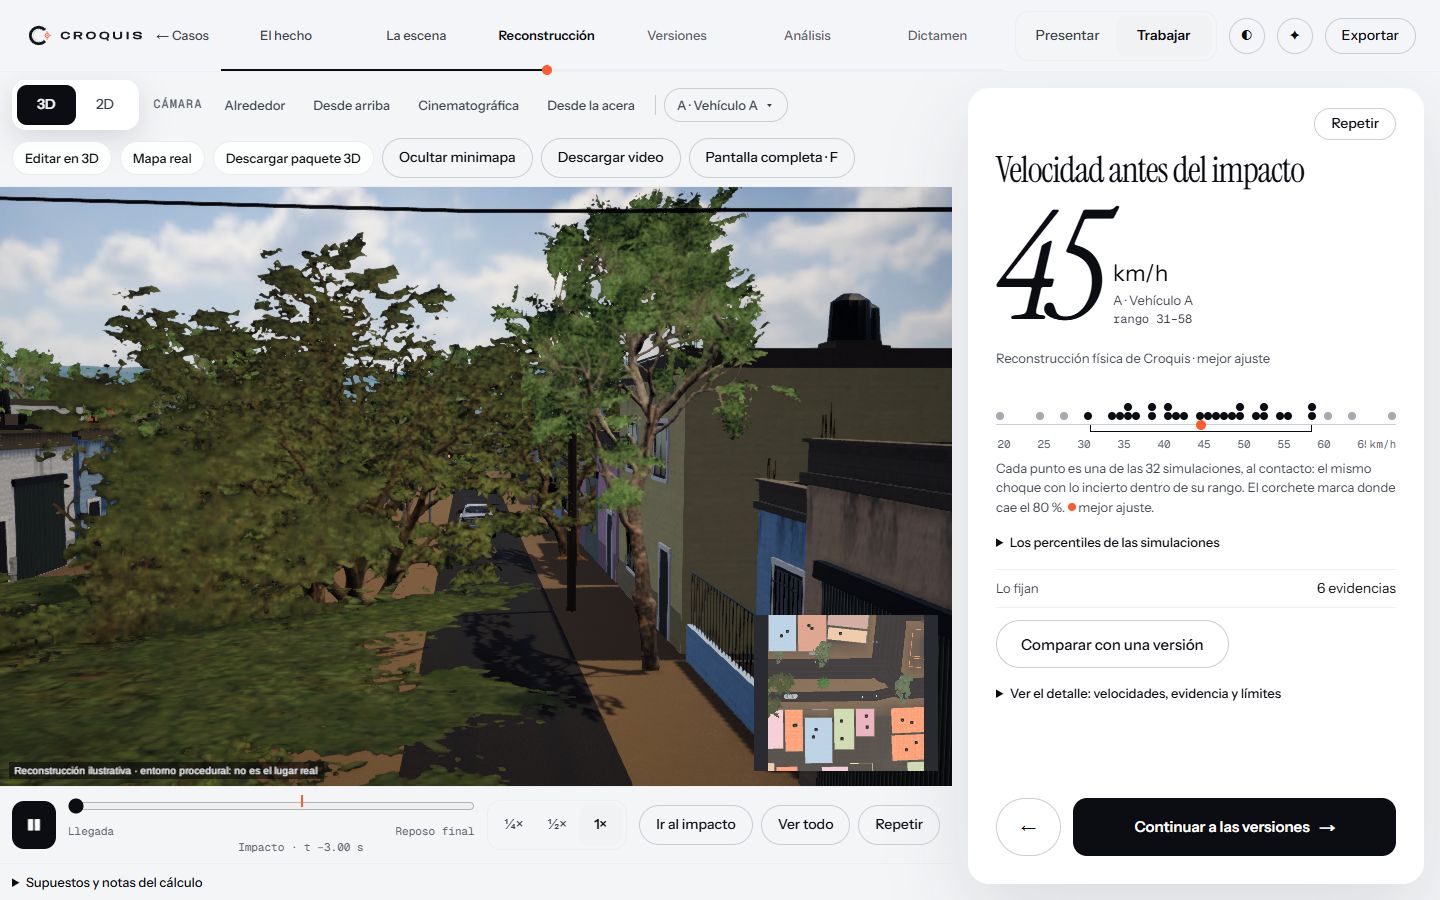 CROQUIS
← Casos
El hecho
La escena
Reconstrucción
Versiones
Análisis
Dictamen
Presentar
Trabajar
Exportar
3D
2D
CÁMARA
Alrededor
Desde arriba
Cinematográfica
Desde la acera
A · Vehículo A
Editar en 3D
Mapa real
Descargar paquete 3D
Ocultar minimapa
Descargar video
Pantalla completa · F
Reconstrucción ilustrativa - entorno procedural: no es el lugar real
Llegada
Reposo final
Impacto · t −3.00 s
¼×
½×
1×
Ir al impacto
Ver todo
Repetir
Supuestos y notas del cálculo
Repetir
Velocidad antes del impacto
45 km/h
A · Vehículo A
rango 31–58
Reconstrucción física de Croquis · mejor ajuste
20 25 30 35 40 45 50 55 60 km/h
Cada punto es una de las 32 simulaciones, al contacto: el mismo
choque con lo incierto dentro de su rango. El corchete marca donde
cae el 80 %. mejor ajuste.
Los percentiles de las simulaciones
Lo fijan
6 evidencias
Comparar con una versión
Ver el detalle: velocidades, evidencia y límites
←
Continuar a las versiones →